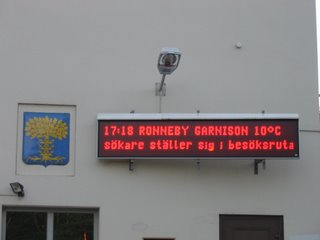 17:18 RONNEBY GARNISON 10°C
sökare ställer sig i besöksruta